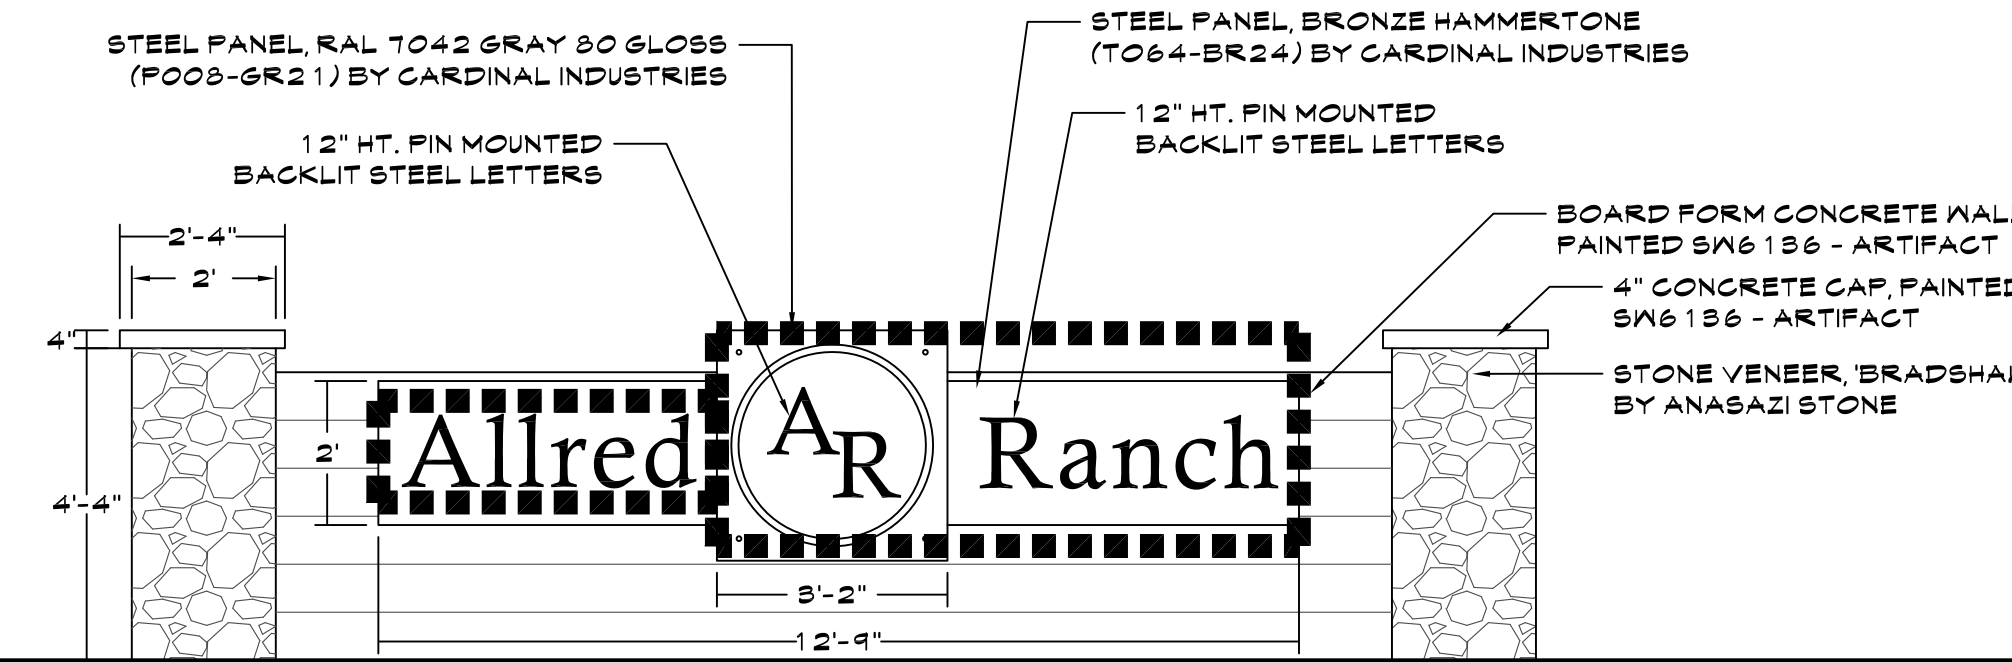 STEEL PANEL, RAL 7042 GRAY 80 GLOSS
(P008-GR21) BY CARDINAL INDUSTRIES
STEEL PANEL, BRONZE HAMMERTONE
(T064-BR24) BY CARDINAL INDUSTRIES
12" HT. PIN MOUNTED
BACKLIT STEEL LETTERS
12" HT. PIN MOUNTED
BACKLIT STEEL LETTERS
BOARD FORM CONCRETE
PAINTED SW6136 - ARTIFACT
4" CONCRETE CAP, PAINTED
SW6136 - ARTIFACT
STONE VENEER,
BY ANASAZI STONE
2'-4"
2'
4"
4'-4"
2'
Allred
AR
Ranch
3'-2"
12'-9"